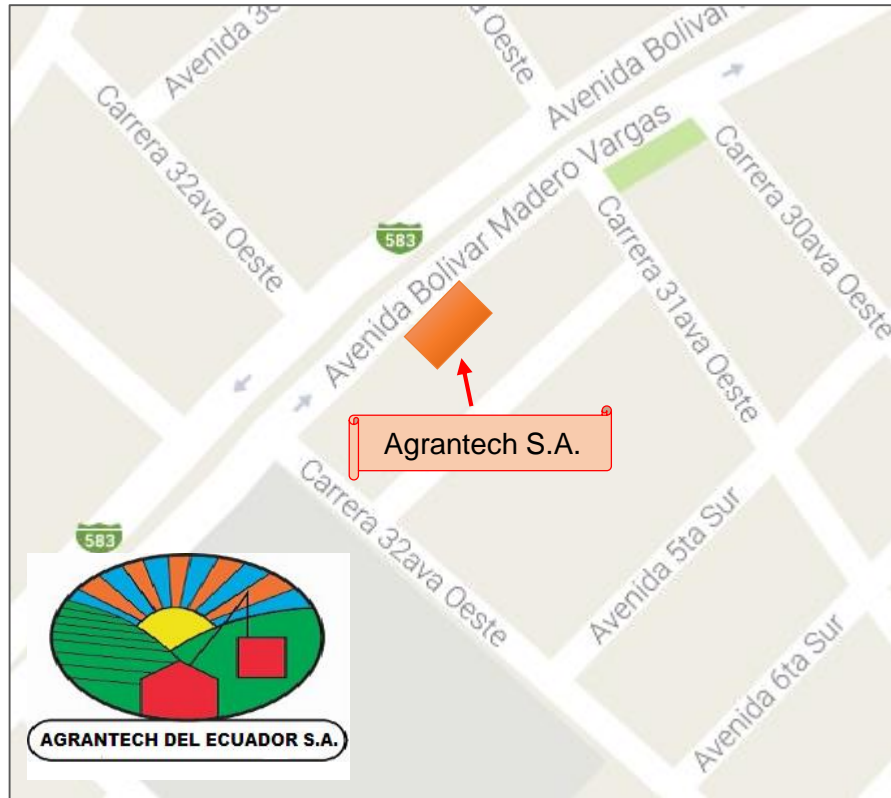 Avenida 3
Oeste
Avenida Bolivar
Carrera 32ava Oeste
Avenida Bolivar Madero Vargas
Carrera 30ava Oeste
583
Carrera 31ava Oeste
Agrantech S.A.
Carrera 32ava Oeste
Avenida 5ta Sur
583
Avenida 6ta Sur
AGRANTECH DEL ECUADOR S.A.